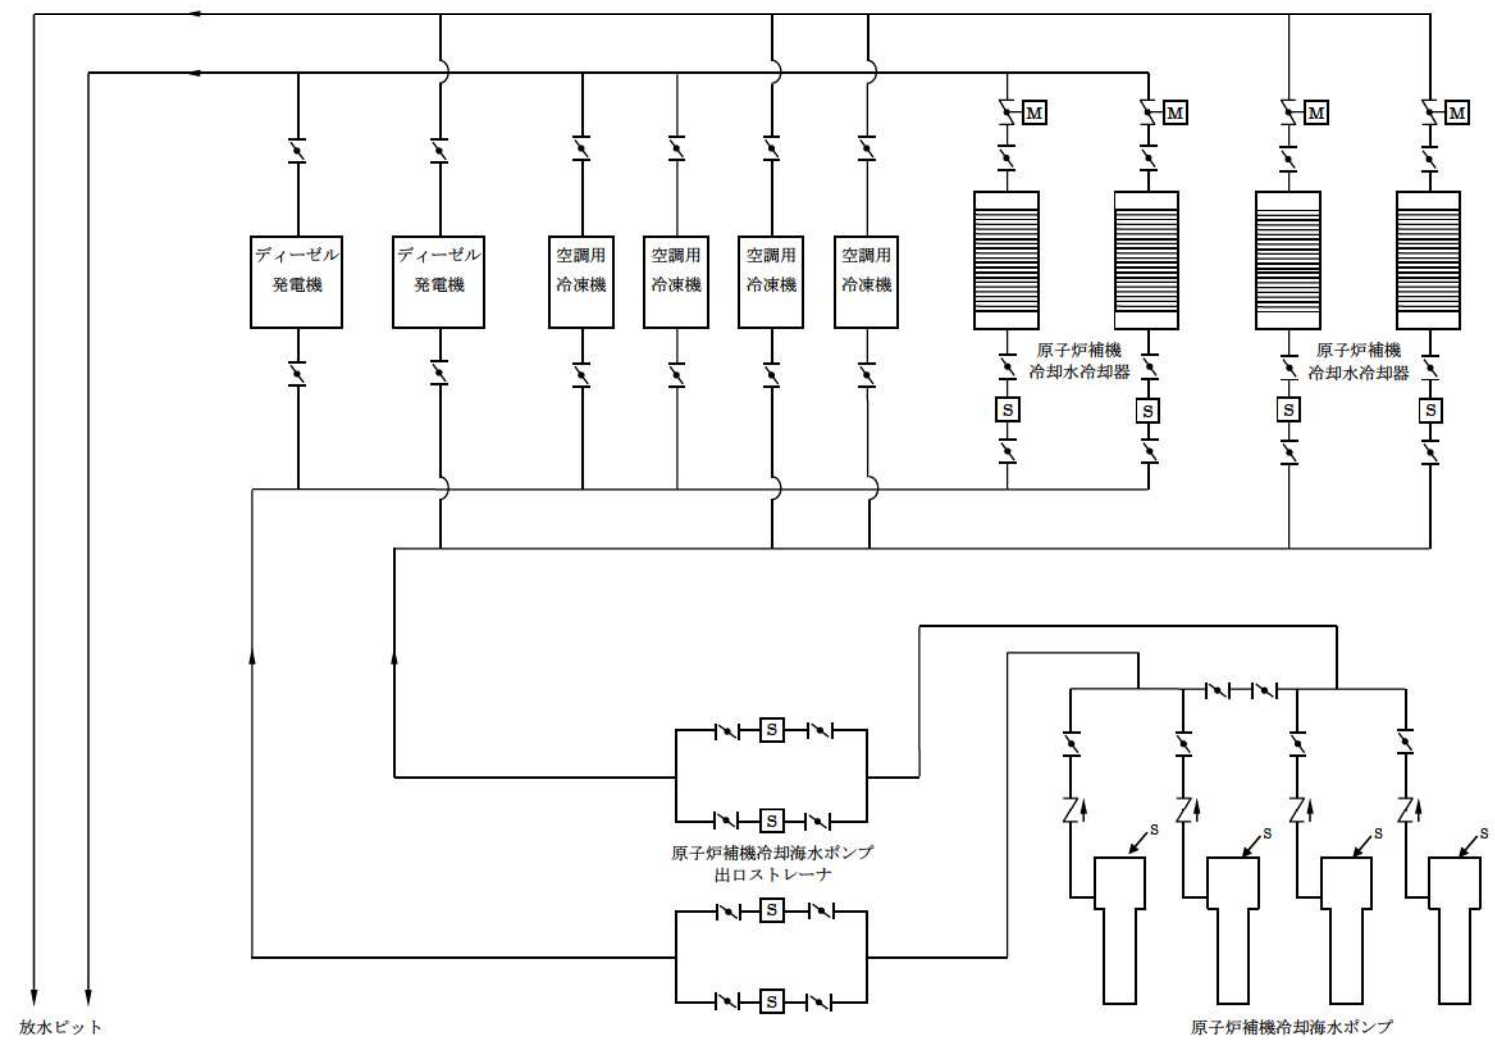 M
M
M
M
ディーゼル
発電機
ディーゼル
発電機
空調用
冷凍機
空調用
冷凍機
空調用
冷凍機
空調用
冷凍機
原子炉補機
冷却水冷却器
原子炉補機
冷却水冷却器
S
S
S
S
S
S
原子炉補機冷却海水ポンプ
出口ストレーナ
S
S
S
S
S
S
放水ピット
原子炉補機冷却海水ポンプ